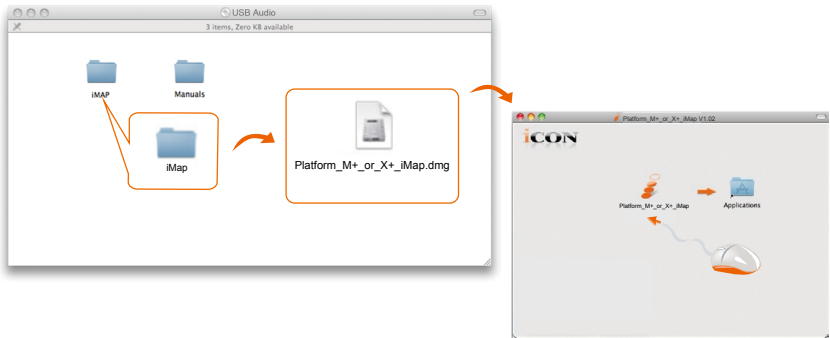 USB Audio
3 items, Zero KB available
iMAP
Manuals
iMap
Platform_M+_or_X+_iMap.dmg
Platform_M+_or_X+_iMap V1.02
iCON
Platform_M+_or_X+_iMap
Applications